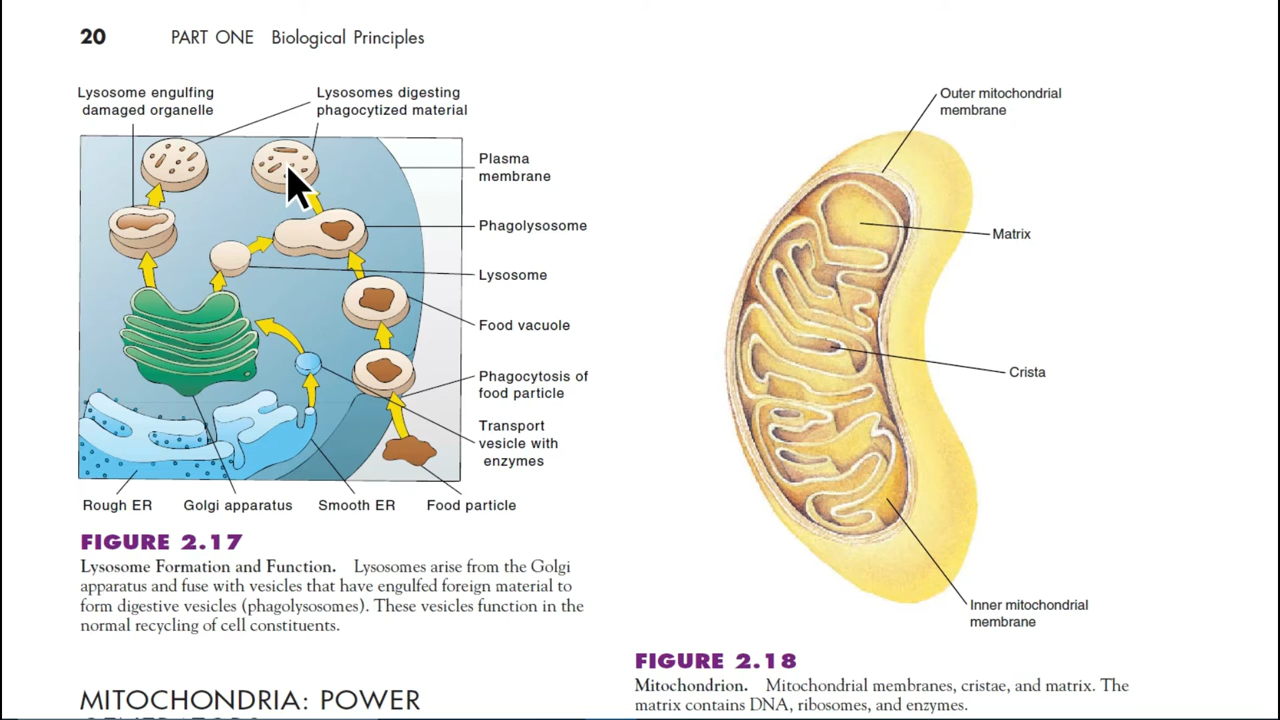 20 PART ONE Biological Principles
Lysosome engulfing
damaged organelle
Lysosomes digesting
phagocytized material
Plasma
membrane
Phagolysosome
Lysosome
Food vacuole
Phagocytosis of
food particle
Transport
vesicle with
enzymes
Rough ER
Golgi apparatus
Smooth ER
Food particle
FIGURE 2.17
Lysosome Formation and Function. Lysosomes arise from the Golgi
apparatus and fuse with vesicles that have engulfed foreign material to
form digestive vesicles (phagolysosomes). These vesicles function in the
normal recycling of cell constituents.
MITOCHONDRIA: POWER
Outer mitochondrial
membrane
Matrix
Crista
Inner mitochondrial
membrane
FIGURE 2.18
Mitochondrion. Mitochondrial membranes, cristae, and matrix. The
matrix contains DNA, ribosomes, and enzymes.